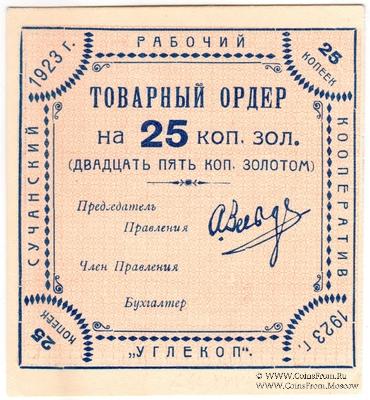 1923 г.
РАБОЧИЙ
25 КОПЕЕК
СУЧАНСКИЙ
КООПЕРАТИВ
ТОВАРНЫЙ ОРДЕР
на 25 коп. зол.
(ДВАДЦАТЬ ПЯТЬ КОП. ЗОЛОТОМ)
Председатель
Правления
Член Правления
Бухгалтер
25 КОПЕЕК
1923 г.
„УГЛЕКОП".
www.CoinsFrom.Ru
www.CoinsFrom.Com